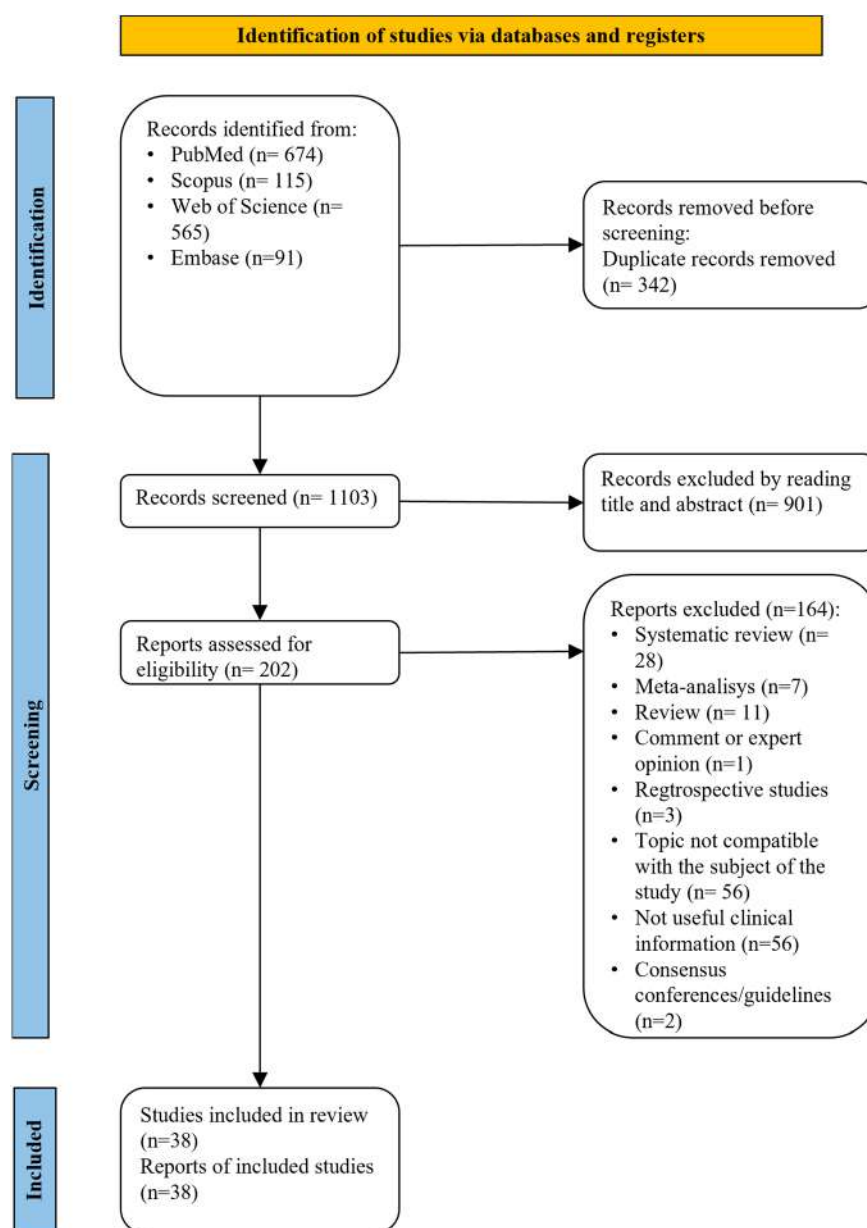 Identification of studies via databases and registers
Identification
Records identified from:
• PubMed (n= 674)
• Scopus (n= 115)
• Web of Science (n=
565)
• Embase (n=91)
Records removed before
screening:
Duplicate records removed
(n= 342)
Screening
Records screened (n= 1103)
Records excluded by reading
title and abstract (n= 901)
Reports assessed for
eligibility (n= 202)
Reports excluded (n=164):
• Systematic review (n=
28)
• Meta-analisys (n=7)
• Review (n= 11)
• Comment or expert
opinion (n=1)
• Regtrospective studies
(n=3)
• Topic not compatible
with the subject of the
study (n= 56)
• Not useful clinical
information (n=56)
• Consensus
conferences/guidelines
(n=2)
Included
Studies included in review
(n=38)
Reports of included studies
(n=38)